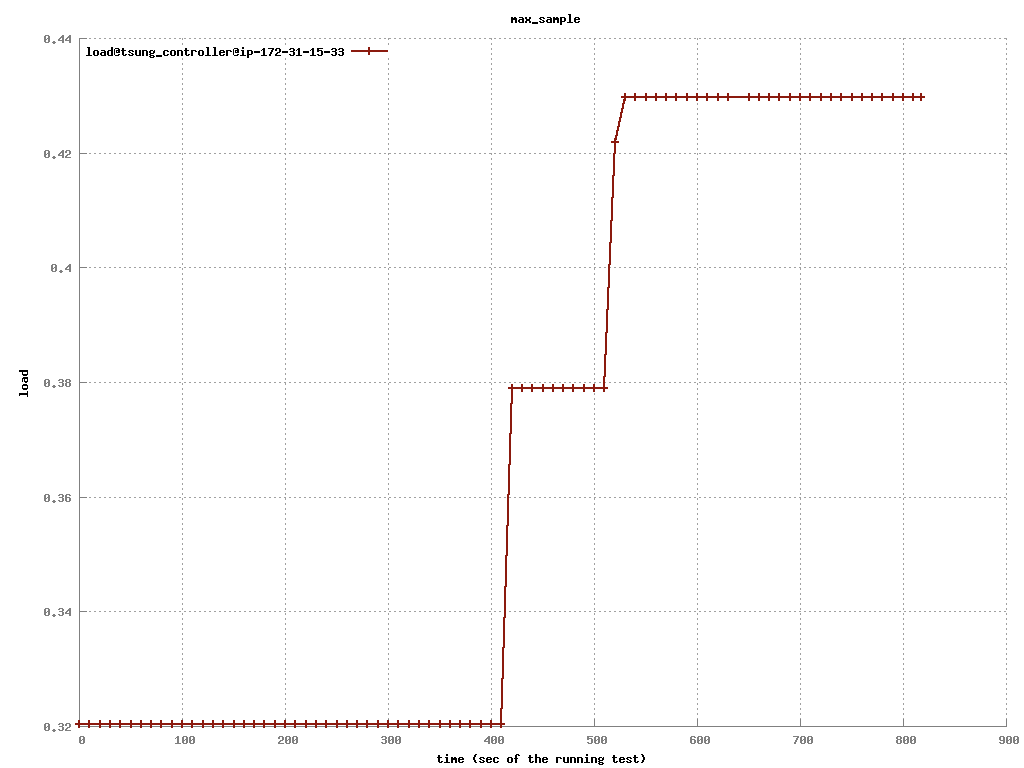 max_sample
load@tsung_controller@ip-172-31-15-33
0.44
0.42
0.4
0.38
0.36
0.34
0.32
load
0 100 200 300 400 500 600 700 800 900
time (sec of the running test)